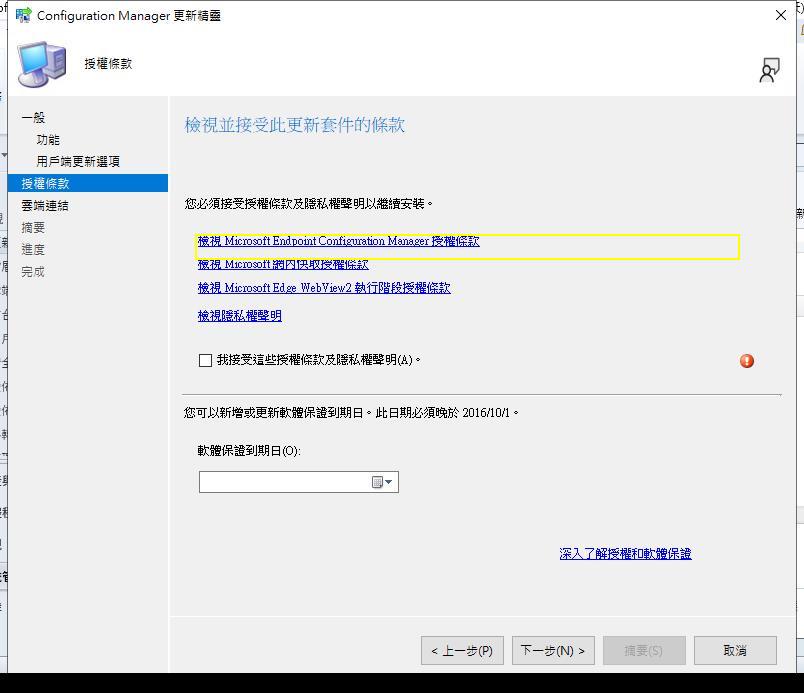 Configuration Manager 更新精靈
授權條款
一般
功能
用戶端更新選項
授權條款
雲端連結
摘要
進度
完成
檢視並接受此更新套件的條款
您必須接受授權條款及隱私權聲明以繼續安裝。
檢視 Microsoft Endpoint Configuration Manager 授權條款
檢視 Microsoft 網內快取授權條款
檢視 Microsoft Edge WebView2 執行階段授權條款
檢視隱私權聲明
我接受這些授權條款及隱私權聲明(A)。
您可以新增或更新軟體保證到期日。此日期必須晚於 2016/10/1。
軟體保證到期日(O):
深入了解授權和軟體保證
< 上一步(P)
下一步(N) >
摘要(S)
取消